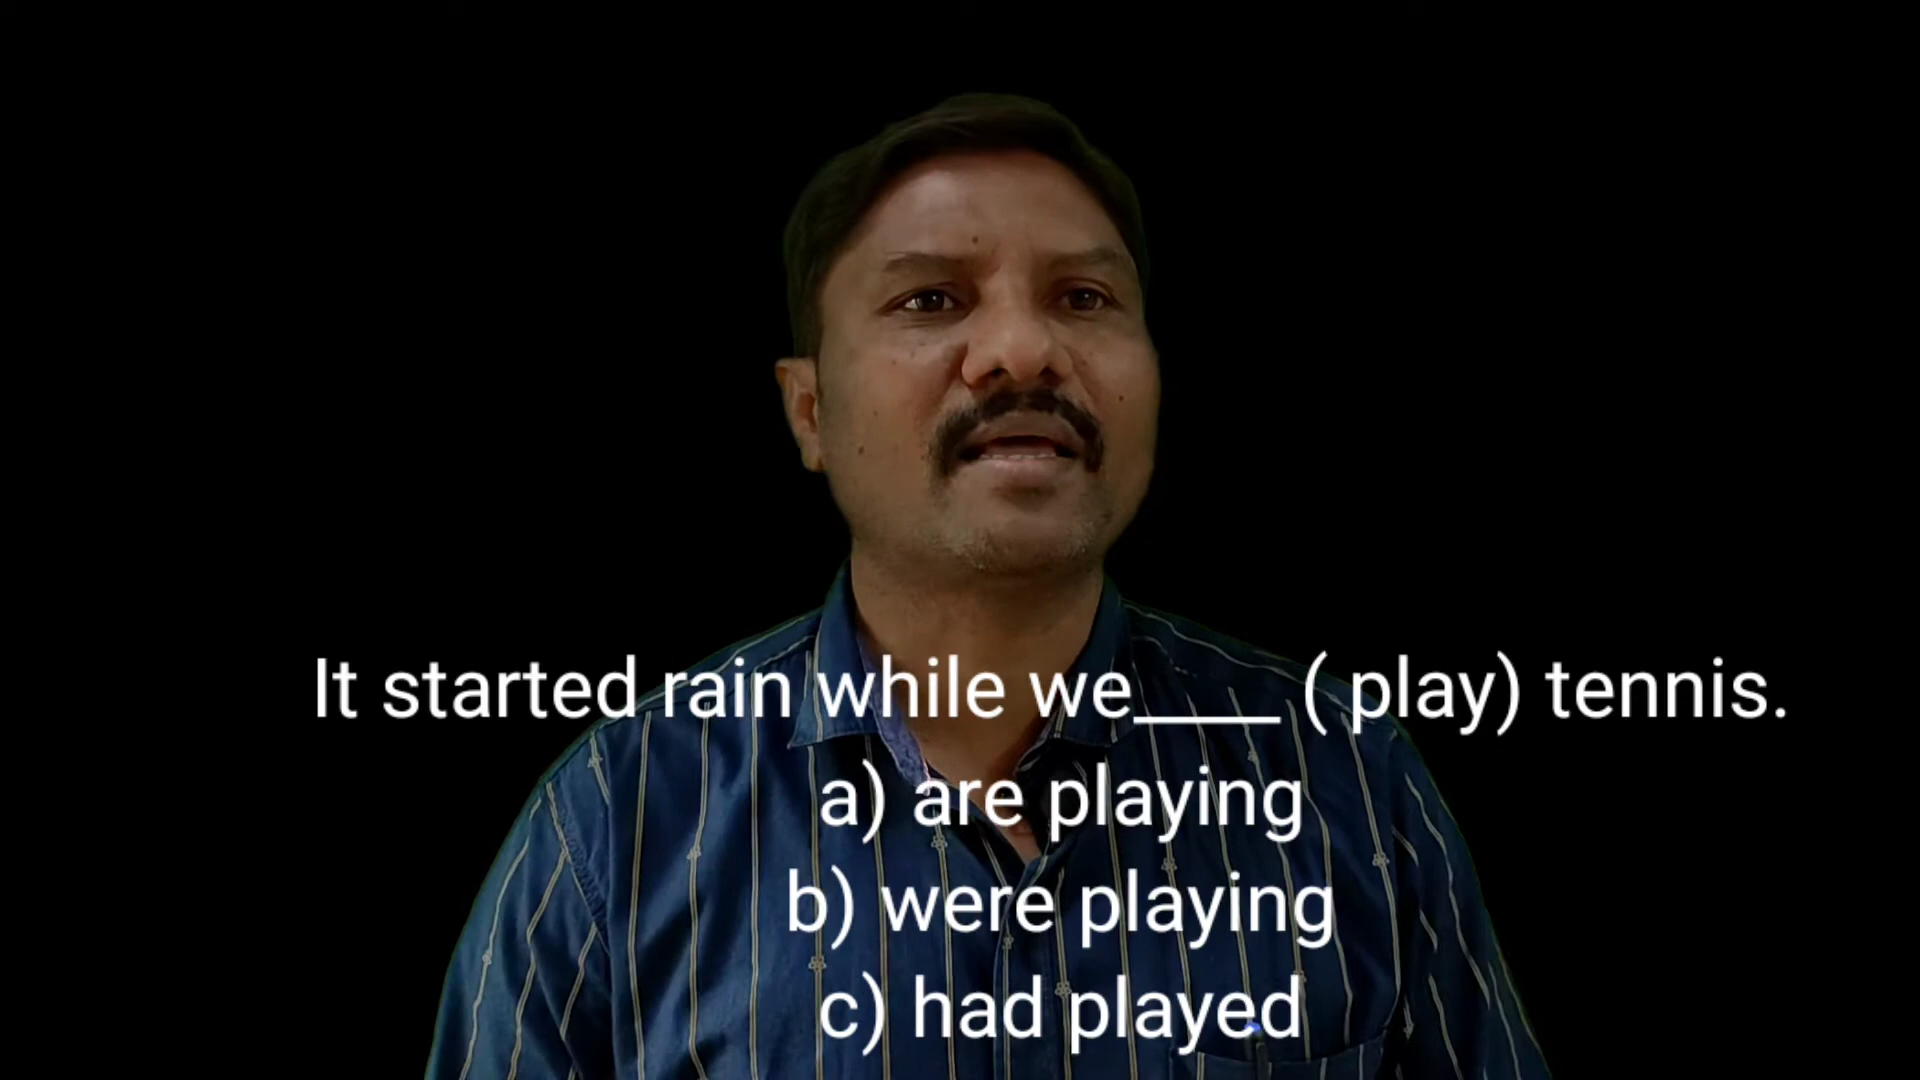 It started rain while we____ ( play) tennis.
a) are playing
b) were playing
c) had played